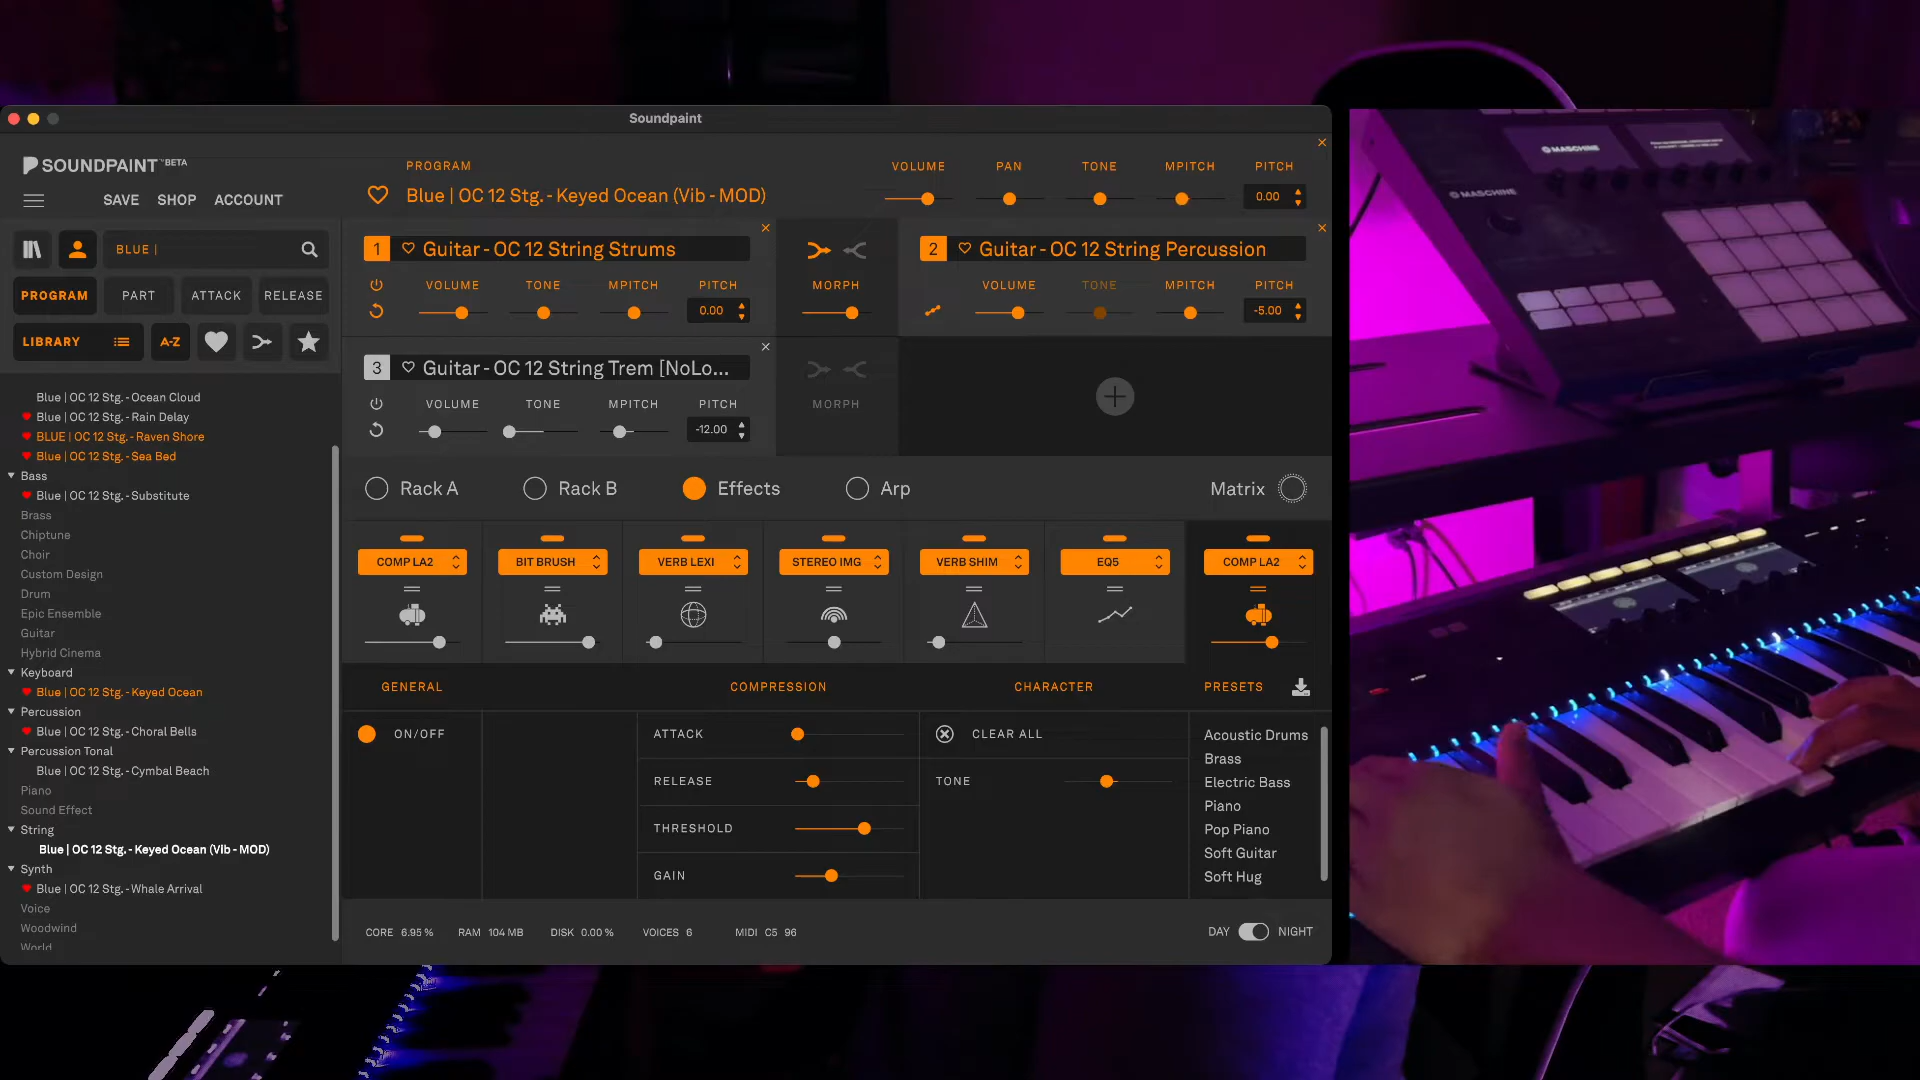 Soundpaint
SOUNDPAINT™BETA
SAVE SHOP ACCOUNT
BLUE |
PROGRAM PART ATTACK RELEASE
LIBRARY A-Z
Blue | OC 12 Stg. - Ocean Cloud
Blue | OC 12 Stg. - Rain Delay
BLUE | OC 12 Stg. - Raven Shore
Blue | OC 12 Stg. - Sea Bed
Bass
Blue | OC 12 Stg. - Substitute
Brass
Chiptune
Choir
Custom Design
Drum
Epic Ensemble
Guitar
Hybrid Cinema
Keyboard
Blue | OC 12 Stg. - Keyed Ocean
Percussion
Blue | OC 12 Stg. - Choral Bells
Percussion Tonal
Blue | OC 12 Stg. - Cymbal Beach
Piano
Sound Effect
String
Blue | OC 12 Stg. - Keyed Ocean (Vib - MOD)
Synth
Blue | OC 12 Stg. - Whale Arrival
Voice
Woodwind
World
PROGRAM
Blue | OC 12 Stg. - Keyed Ocean (Vib - MOD)
VOLUME PAN TONE MPITCH PITCH
0.00
1 Guitar - OC 12 String Strums
VOLUME TONE MPITCH PITCH
0.00
MORPH
2 Guitar - OC 12 String Percussion
VOLUME TONE MPITCH PITCH
-5.00
3 Guitar - OC 12 String Trem [NoLo...
VOLUME TONE MPITCH PITCH
-12.00
MORPH
Rack A Rack B Effects Arp Matrix
COMP LA2 BIT BRUSH VERB LEXI STEREO IMG VERB SHIM EQ5 COMP LA2
GENERAL COMPRESSION CHARACTER PRESETS
ON/OFF
ATTACK
RELEASE
THRESHOLD
GAIN
CLEAR ALL
TONE
Acoustic Drums
Brass
Electric Bass
Piano
Pop Piano
Soft Guitar
Soft Hug
CORE 6.95 % RAM 104 MB DISK 0.00 % VOICES 6 MIDI C5 96
DAY NIGHT
MASCHINE
MASCHINE